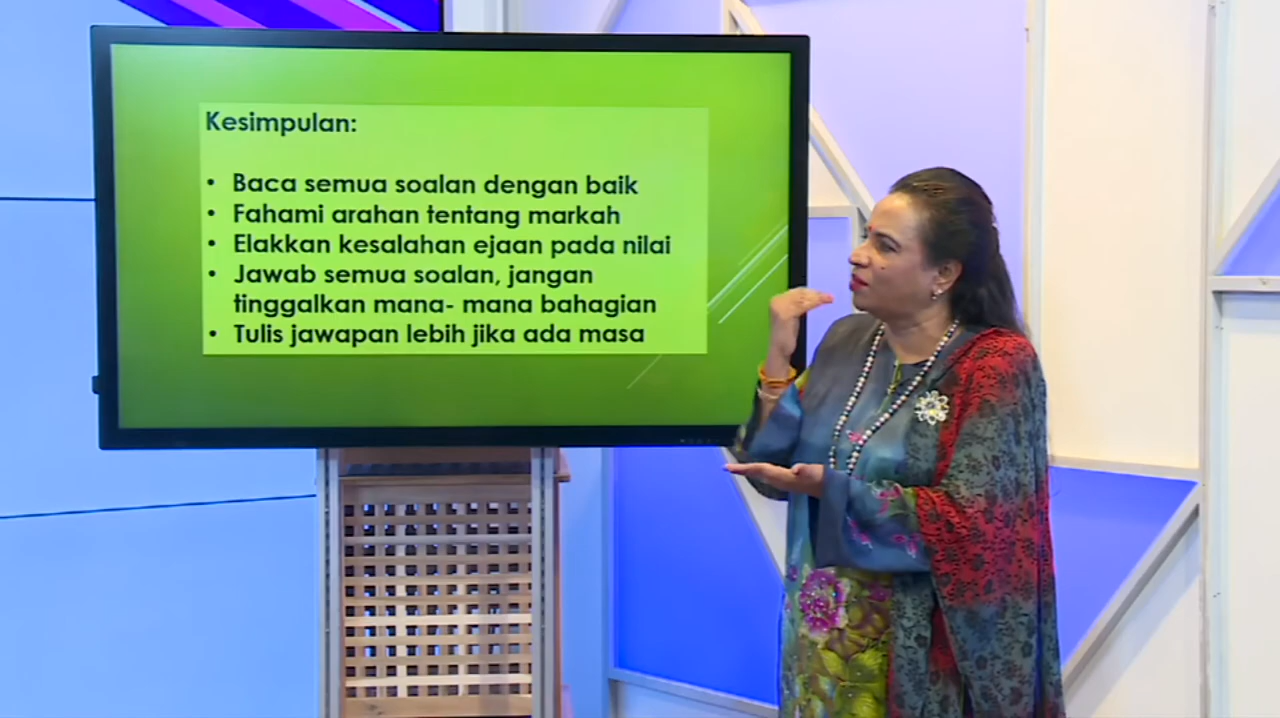 Kesimpulan:
• Baca semua soalan dengan baik
• Fahami arahan tentang markah
• Elakkan kesalahan ejaan pada nilai
• Jawab semua soalan, jangan
tinggalkan mana- mana bahagian
• Tulis jawapan lebih jika ada masa